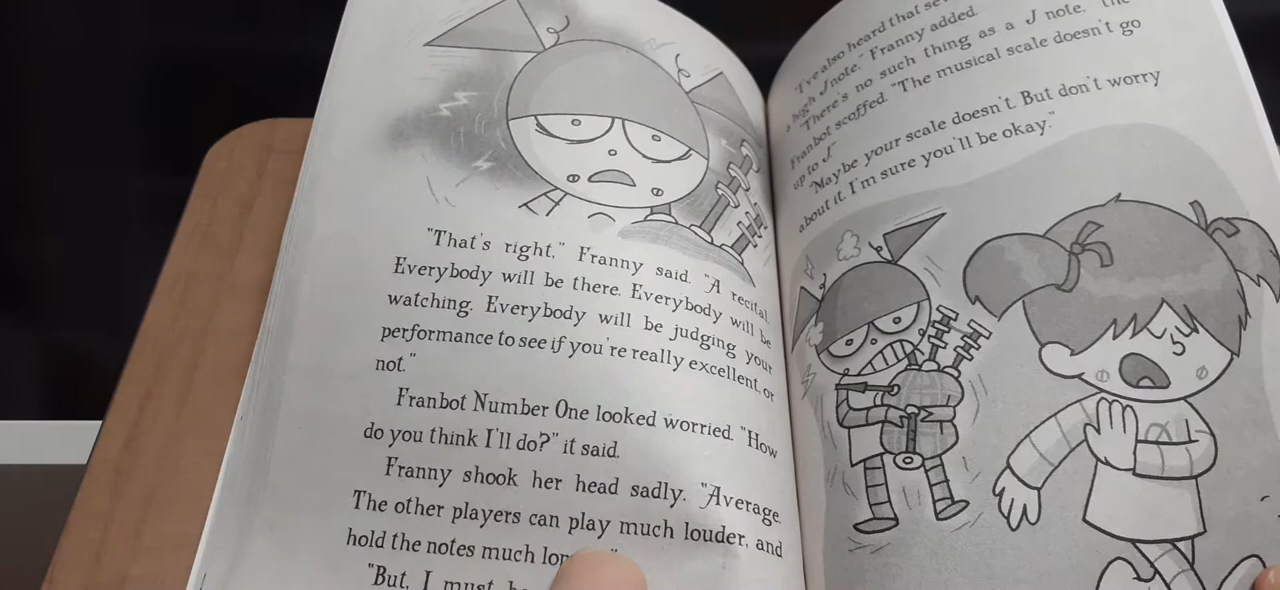 "That's right," Franny said. "A recital.
Everybody will be there. Everybody will be
watching. Everybody will be judging your
performance to see if you're really excellent, or
not."
Franbot Number One looked worried. "How
do you think I'll do?" it said.
Franny shook her head sadly. "Average.
The other players can play much louder, and
hold the notes much
"But, I must
"I've also heard that
a high J note," Franny added.
"There's no such thing as a J note,
Franbot scoffed. "The musical scale doesn't go
up to J."
"Maybe your scale doesn't. But don't worry
about it. I'm sure you'll be okay."